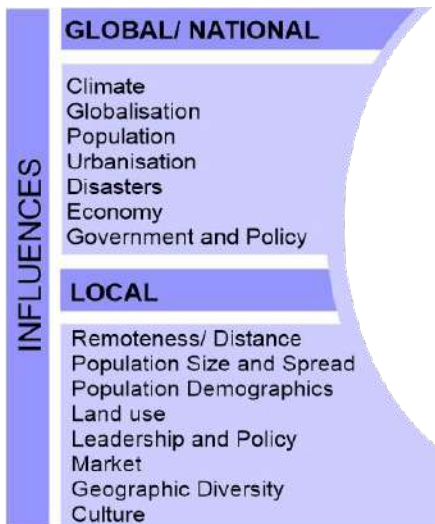 INFLUENCES
GLOBAL/ NATIONAL
Climate
Globalisation
Population
Urbanisation
Disasters
Economy
Government and Policy
LOCAL
Remoteness/ Distance
Population Size and Spread
Population Demographics
Land use
Leadership and Policy
Market
Geographic Diversity
Culture